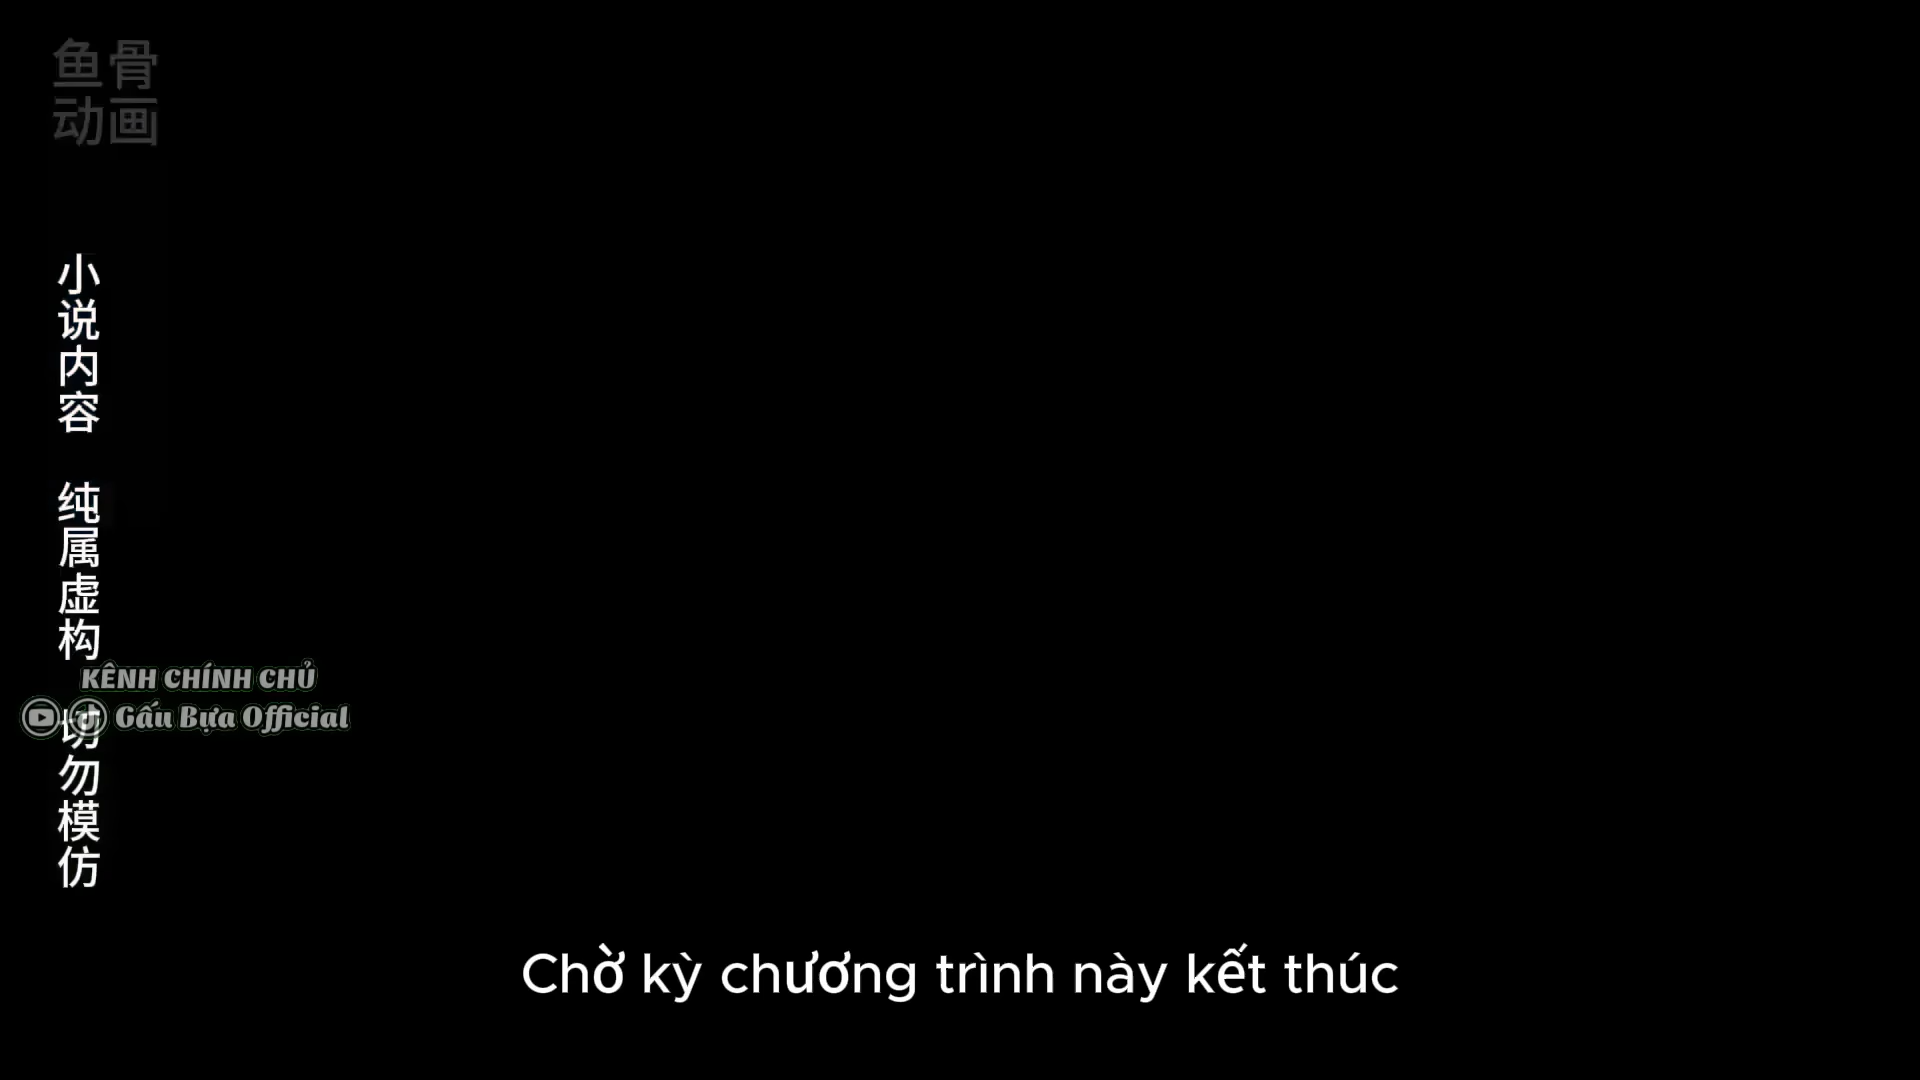 鱼骨
动画
小说内容 纯属虚构 切勿模仿
KÊNH CHÍNH CHỦ
Gấu Bựa Official
Chờ kỳ chương trình này kết thúc